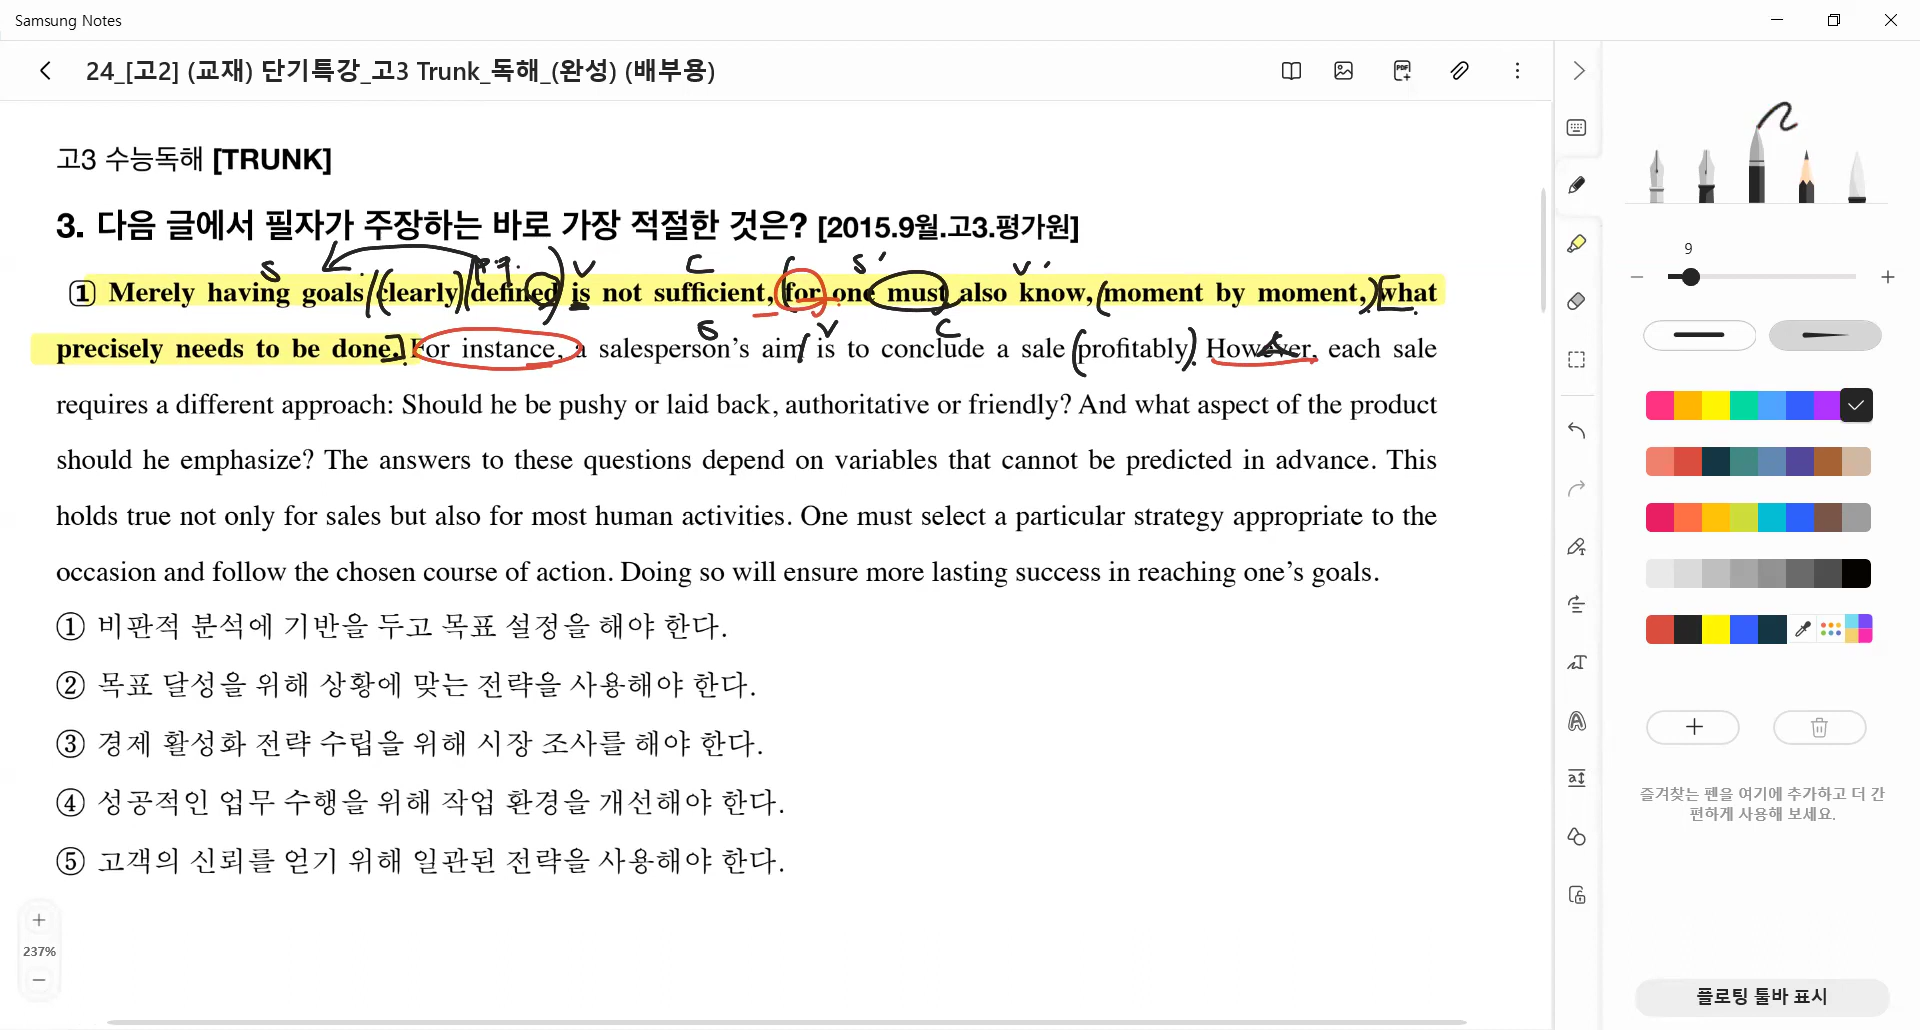 Samsung Notes
24_[고2] (교재) 단기특강_고3 Trunk_독해_(완성) (배부용)
고3 수능독해 [TRUNK]
3. 다음 글에서 필자가 주장하는 바로 가장 적절한 것은? [2015.9월.고3.평가원]
S p.p. V C S' V'
① Merely having goals clearly defined is not sufficient, for one must also know, moment by moment, what
S V C
precisely needs to be done. For instance, a salesperson's aim is to conclude a sale profitably. However, each sale
requires a different approach: Should he be pushy or laid back, authoritative or friendly? And what aspect of the product
should he emphasize? The answers to these questions depend on variables that cannot be predicted in advance. This
holds true not only for sales but also for most human activities. One must select a particular strategy appropriate to the
occasion and follow the chosen course of action. Doing so will ensure more lasting success in reaching one's goals.
① 비판적 분석에 기반을 두고 목표 설정을 해야 한다.
② 목표 달성을 위해 상황에 맞는 전략을 사용해야 한다.
③ 경제 활성화 전략 수립을 위해 시장 조사를 해야 한다.
④ 성공적인 업무 수행을 위해 작업 환경을 개선해야 한다.
⑤ 고객의 신뢰를 얻기 위해 일관된 전략을 사용해야 한다.
237%
9
즐겨찾는 펜을 여기에 추가하고 더 간
편하게 사용해 보세요.
플로팅 툴바 표시